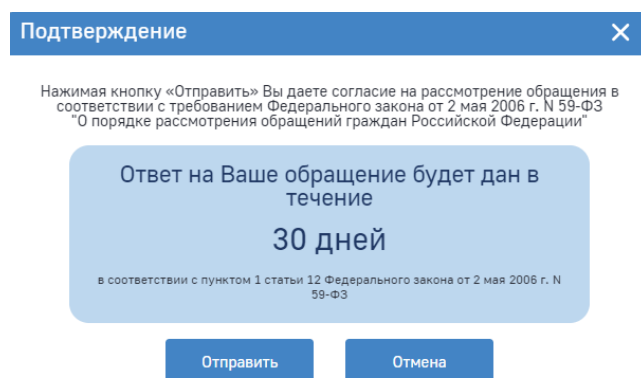 Подтверждение
Нажимая кнопку «Отправить» Вы даете согласие на рассмотрение обращения в
соответствии с требованием Федерального закона от 2 мая 2006 г. N 59-ФЗ
"О порядке рассмотрения обращений граждан Российской Федерации"
Ответ на Ваше обращение будет дан в
течение
30 дней
в соответствии с пунктом 1 статьи 12 Федерального закона от 2 мая 2006 г. N
59-ФЗ
Отправить Отмена